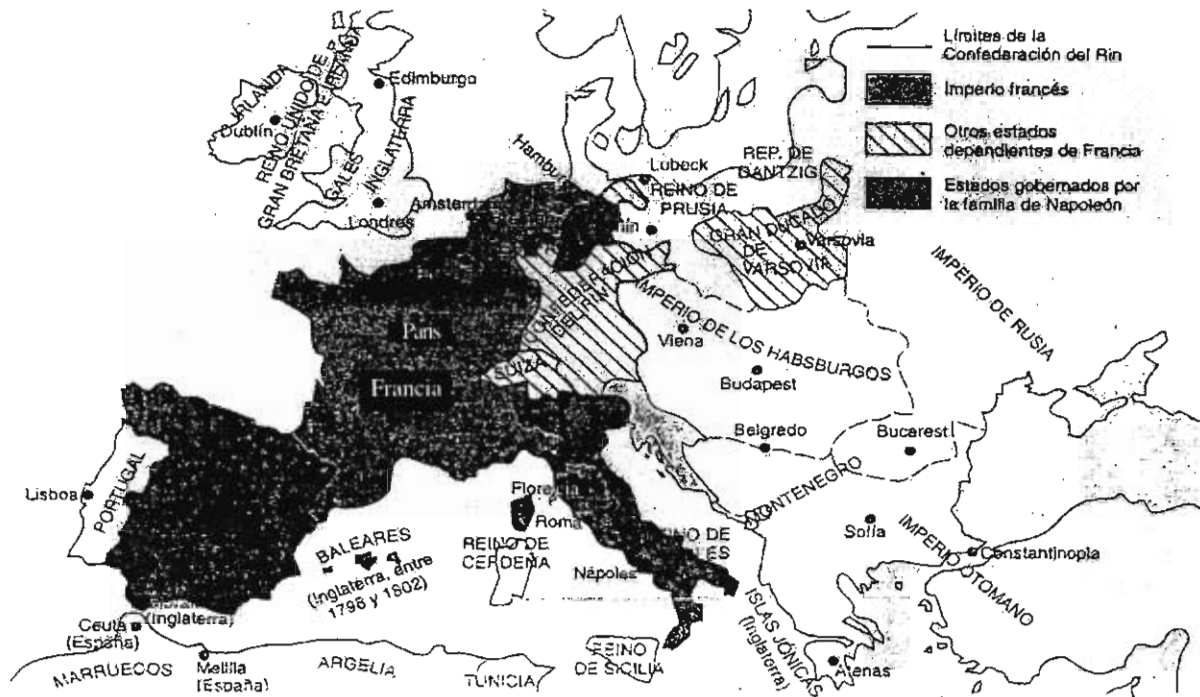 Límites de la
Confederación del Rin
Imperio francés
Otros estados
dependientes de Francia
Estados gobernados por
la familia de Napoleón
IRLANDA
REINO UNIDO DE
GRAN BRETAÑA E IRLANDA
Edimburgo
Dublín
GALES
INGLATERRA
Londres
Lübeck
REP. DE
DANTZIG
REINO DE
PRUSIA
GRAN DUCADO
DE
VARSOVIA
Varsovia
CONFEDERACIÓN
DEL RIN
IMPERIO DE LOS HABSBURGOS
IMPERIO DE RUSIA
París
Viena
SUIZA
Francia
Budapest
Belgrado
Bucarest
PORTUGAL
Lisboa
MONTENEGRO
Roma
Sofía
IMPERIO OTOMANO
Constantinopla
BALEARES
(Inglaterra, entre
1798 y 1802)
REINO DE
CERDEÑA
Nápoles
(Inglaterra)
Ceuta
(España)
REINO
DE SICILIA
ISLAS JÓNICAS
(Inglaterra)
Atenas
MARRUECOS
Melilla
(España)
ARGELIA
TUNICIA